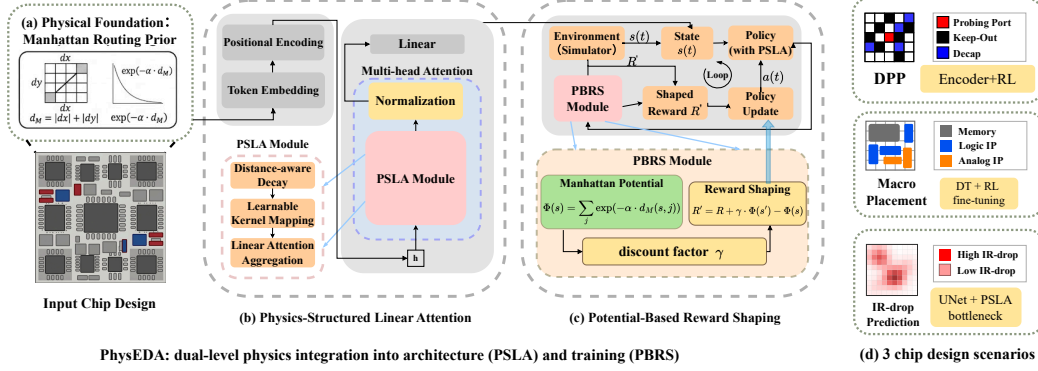 (a) Physical Foundation:
Manhattan Routing Prior
dx
dy
dx
d_M = |dx| + |dy|
exp(−α · d_M)
exp(−α · d_M)
Input Chip Design
Positional Encoding
Token Embedding
PSLA Module
Distance-aware
Decay
Learnable
Kernel Mapping
Linear Attention
Aggregation
Linear
Multi-head Attention
Normalization
PSLA Module
h
(b) Physics-Structured Linear Attention
Environment
(Simulator)
s(t)
State
s(t)
Policy
(with PSLA)
R'
Loop
a(t)
PBRS
Module
Shaped
Reward R'
Policy
Update
PBRS Module
Manhattan Potential
Φ(s) = ∑_j exp(−α · d_M(s, j))
Reward Shaping
R' = R + γ · Φ(s') − Φ(s)
discount factor γ
(c) Potential-Based Reward Shaping
Probing Port
Keep-Out
Decap
DPP
Encoder+RL
Memory
Logic IP
Analog IP
Macro
Placement
DT + RL
fine-tuning
High IR-drop
Low IR-drop
IR-drop
Prediction
UNet + PSLA
bottleneck
(d) 3 chip design scenarios
PhysEDA: dual-level physics integration into architecture (PSLA) and training (PBRS)